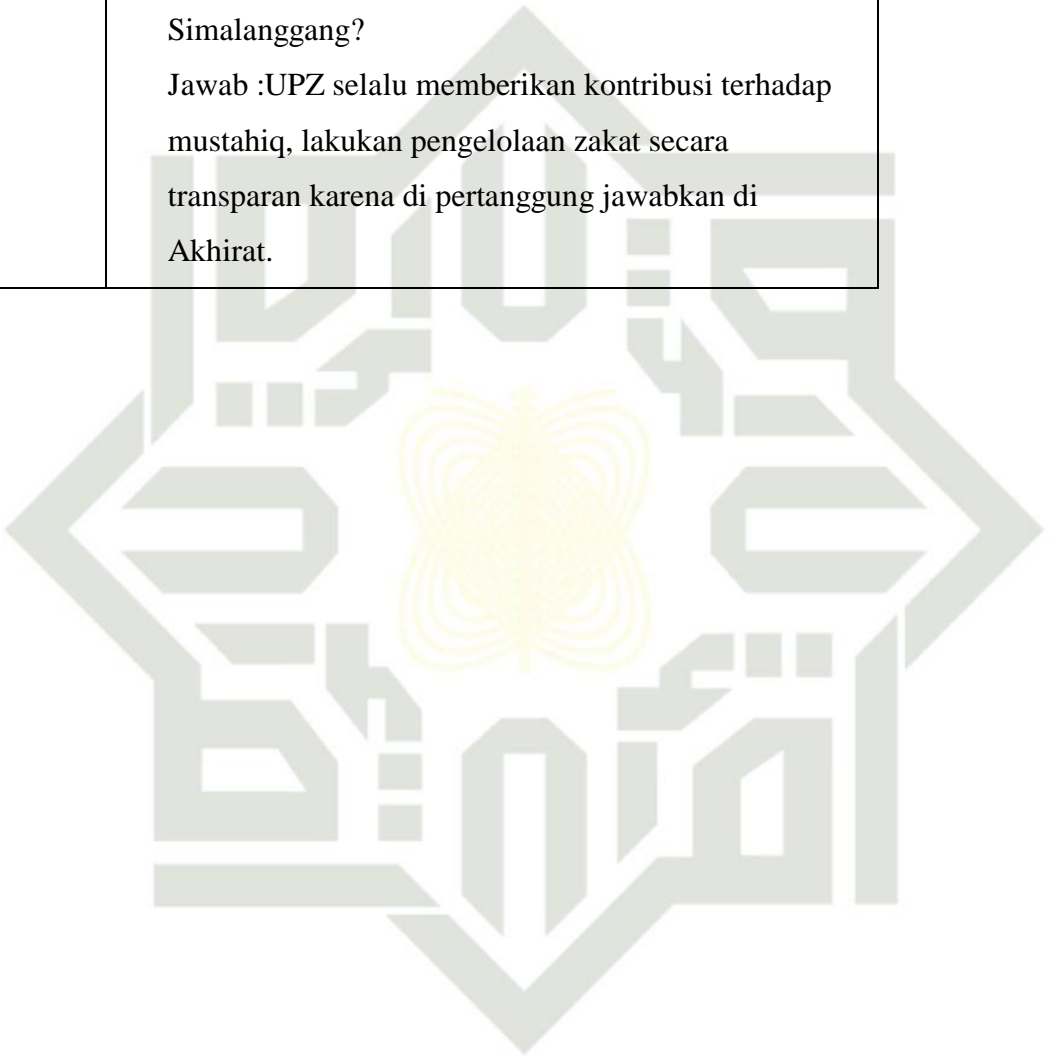 Simalanggang?
Jawab :UPZ selalu memberikan kontribusi terhadap
mustahiq, lakukan pengelolaan zakat secara
transparan karena di pertanggung jawabkan di
Akhirat.